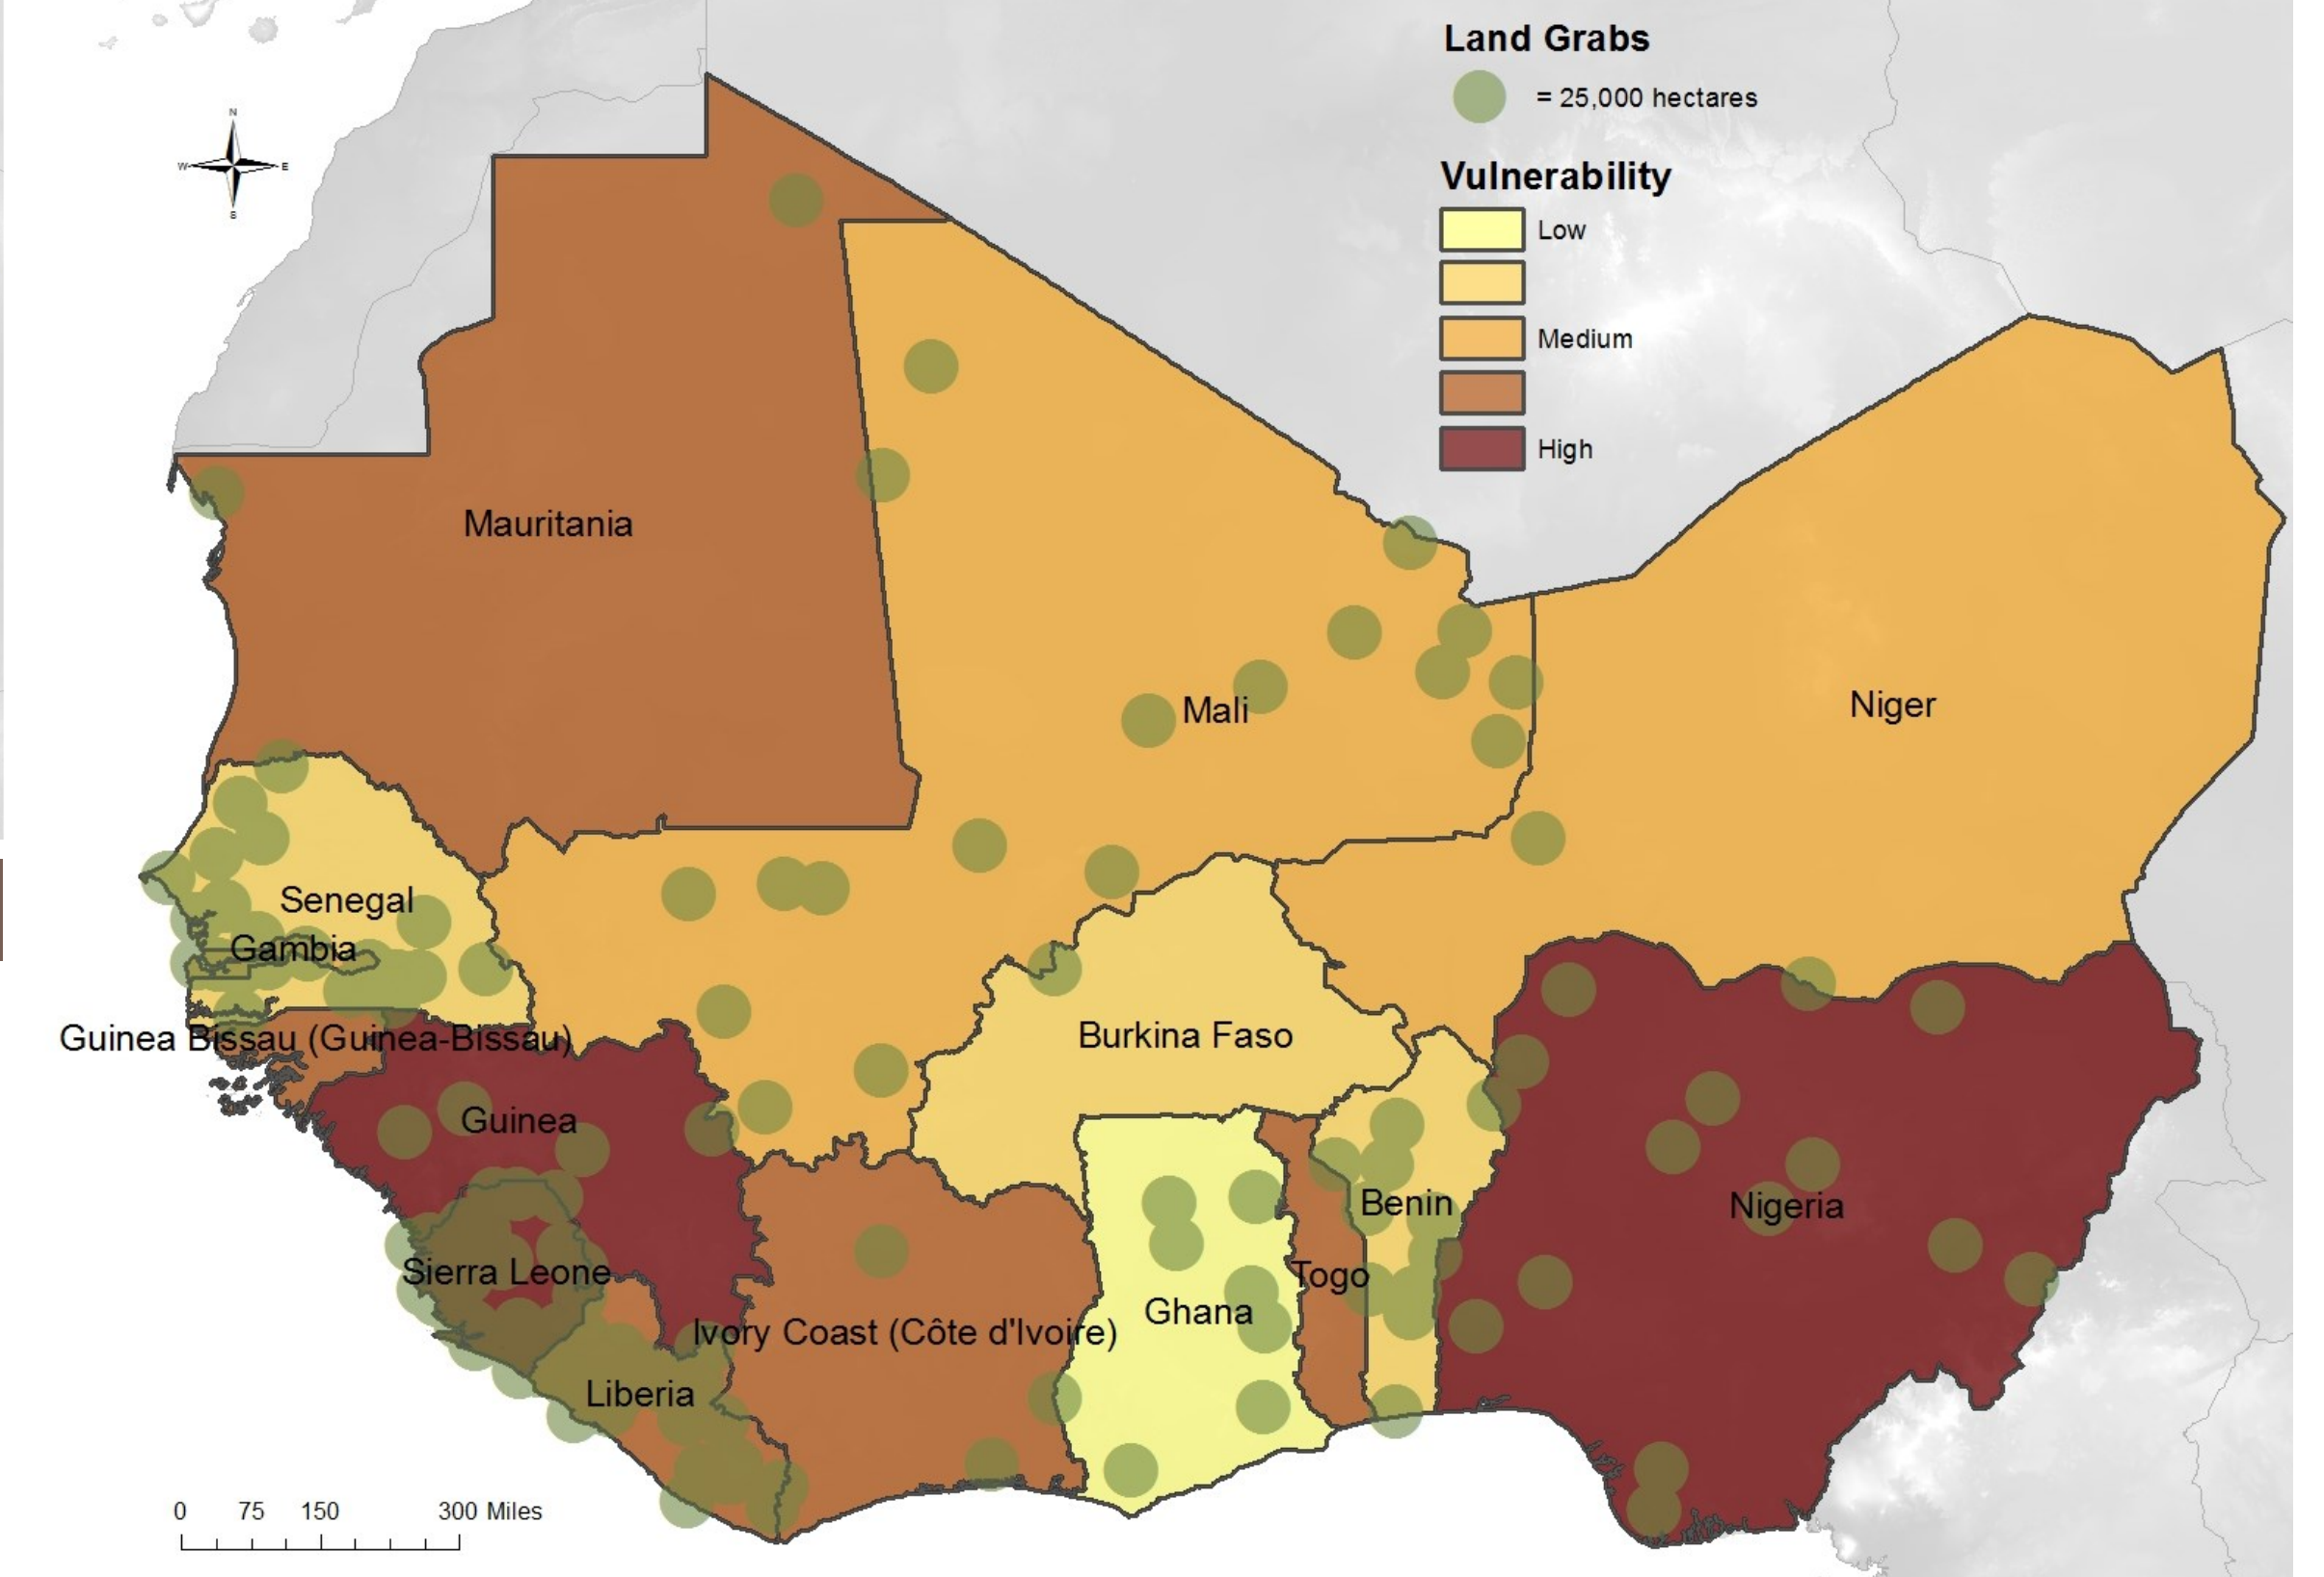 Land Grabs
= 25,000 hectares
Vulnerability
Low
Medium
High
N
W
E
S
Mauritania
Mali
Niger
Senegal
Gambia
Guinea Bissau (Guinea-Bissau)
Burkina Faso
Guinea
Benin
Nigeria
Sierra Leone
Togo
Ghana
Ivory Coast (Côte d'Ivoire)
Liberia
0 75 150 300 Miles